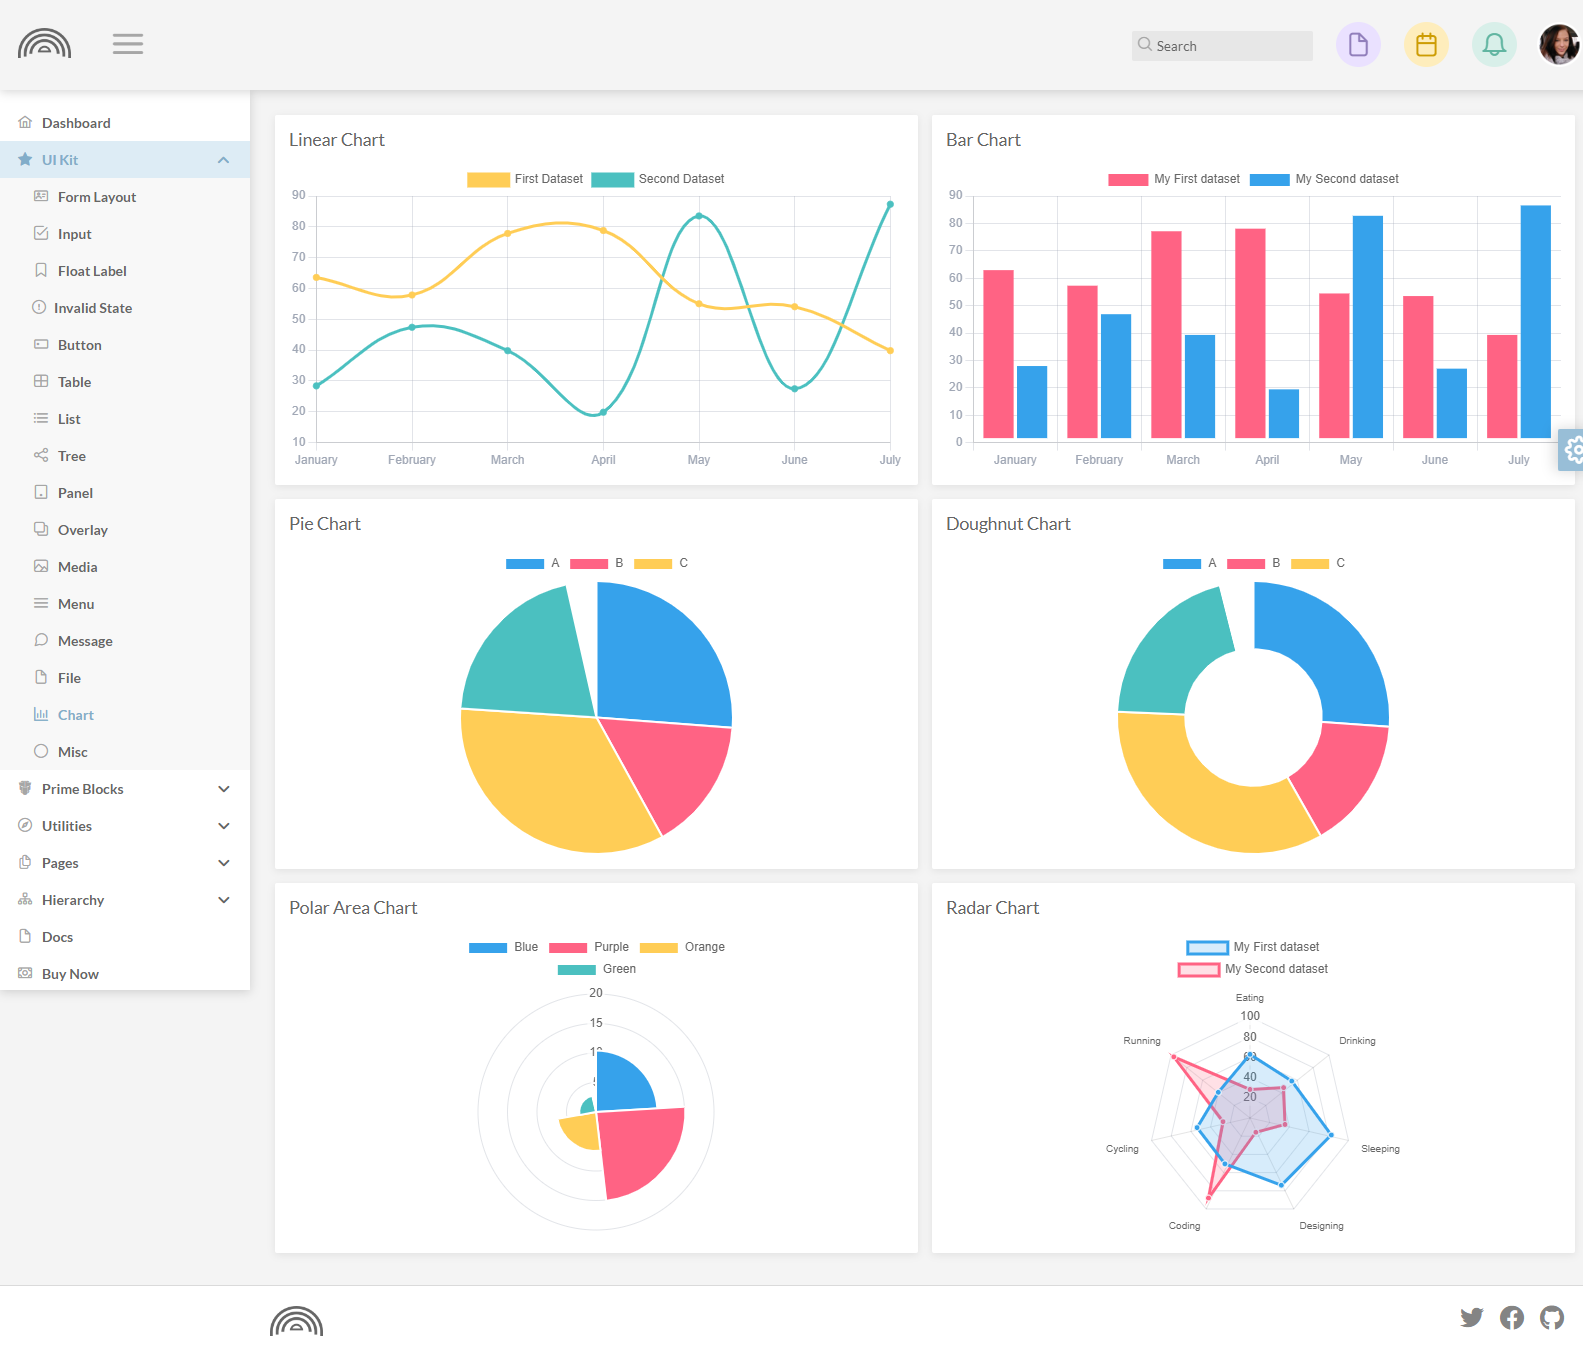 Search
Dashboard
UI Kit
Form Layout
Input
Float Label
Invalid State
Button
Table
List
Tree
Panel
Overlay
Media
Menu
Message
File
Chart
Misc
Prime Blocks
Utilities
Pages
Hierarchy
Docs
Buy Now
Linear Chart
First Dataset Second Dataset
90
80
70
60
50
40
30
20
10
January February March April May June July
Bar Chart
My First dataset My Second dataset
90
80
70
60
50
40
30
20
10
0
January February March April May June July
Pie Chart
A B C
Doughnut Chart
A B C
Polar Area Chart
Blue Purple Orange
Green
20
15
Radar Chart
My First dataset
My Second dataset
Eating
100
Running 80 Drinking
40
20
Cycling Sleeping
Coding Designing